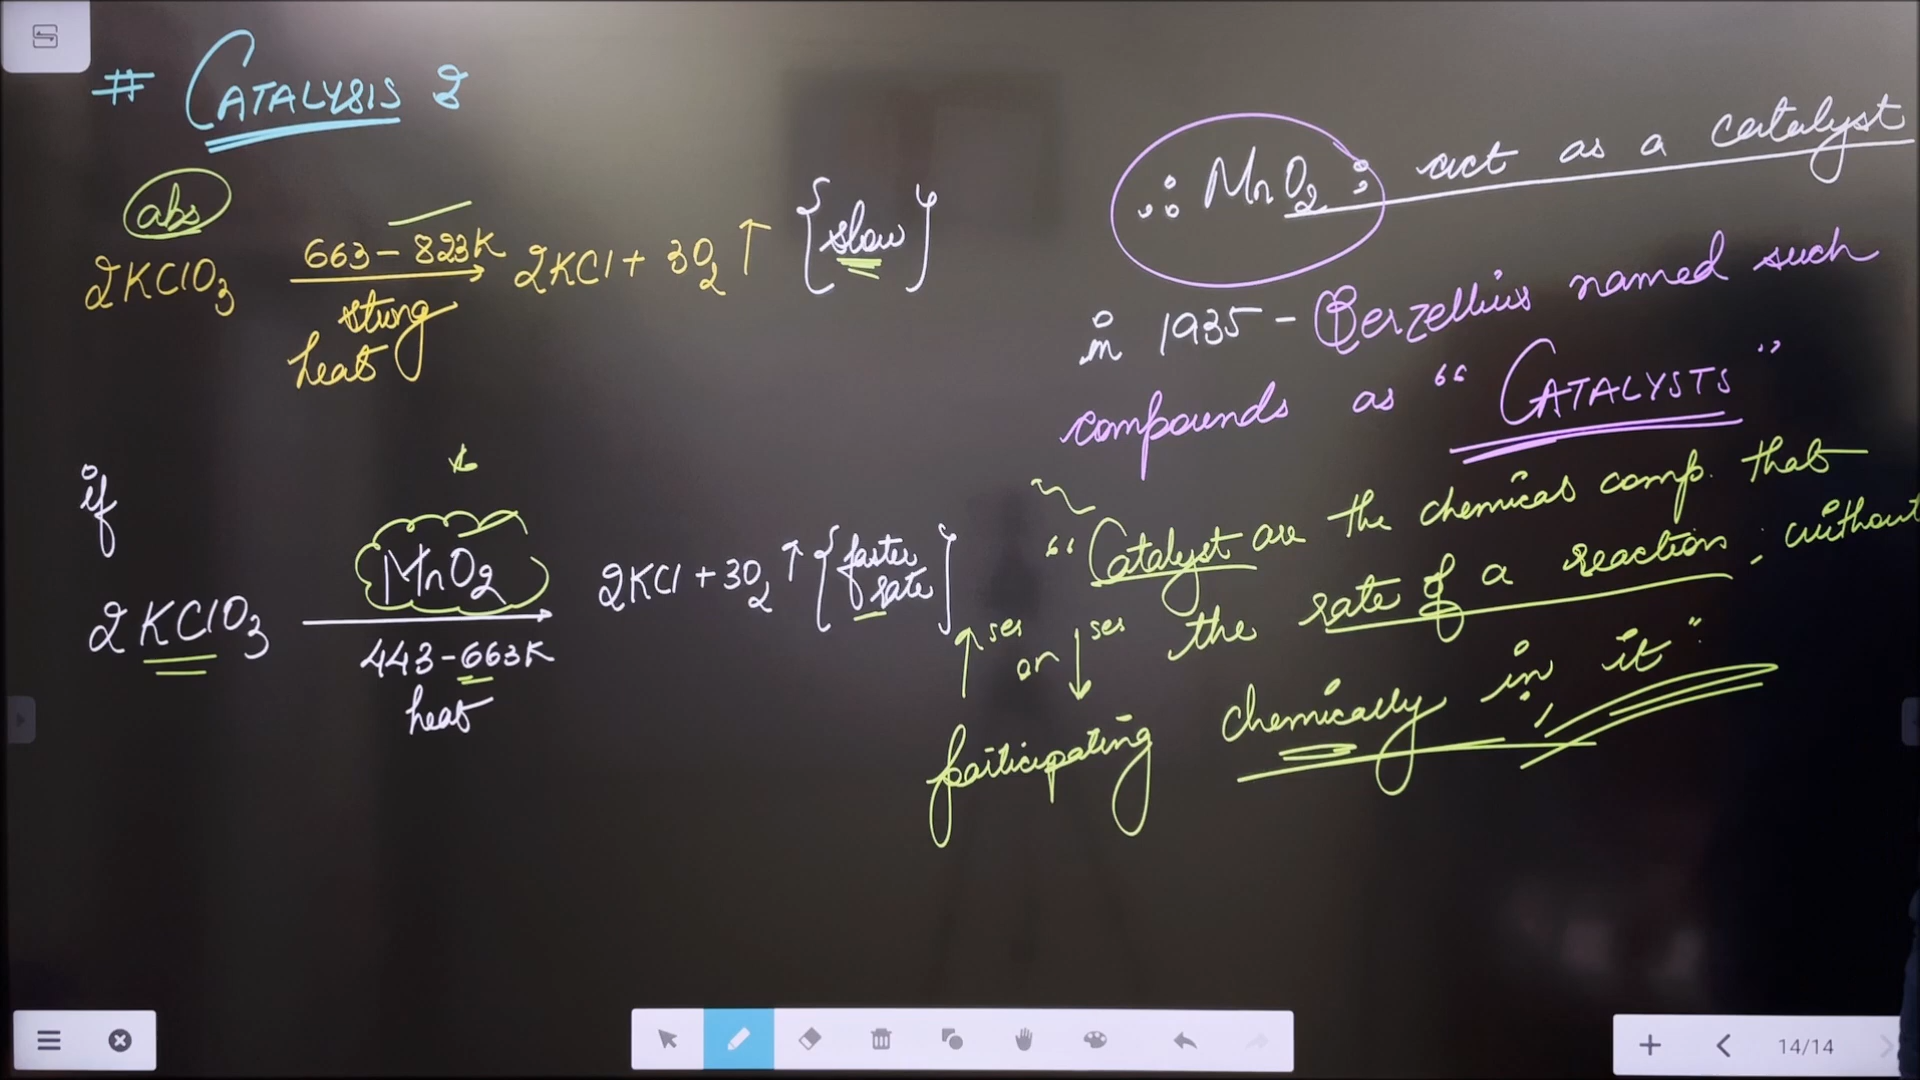 # CATALYSIS :
abs
2KClO3 663-823K 2KCl + 3O2 ↑ {slow}
strong
heat
if
MnO2
2KClO3 2KCl + 3O2 ↑ {faster rate}
443-663K
heat
∴ MnO2 : act as a catalyst
in 1935 - Berzellius named such
compounds as "CATALYSTS"
"Catalyst are the chemical comp. that
↑ses or ↓ses the rate of a reaction, without
participating chemically in it"
14/14